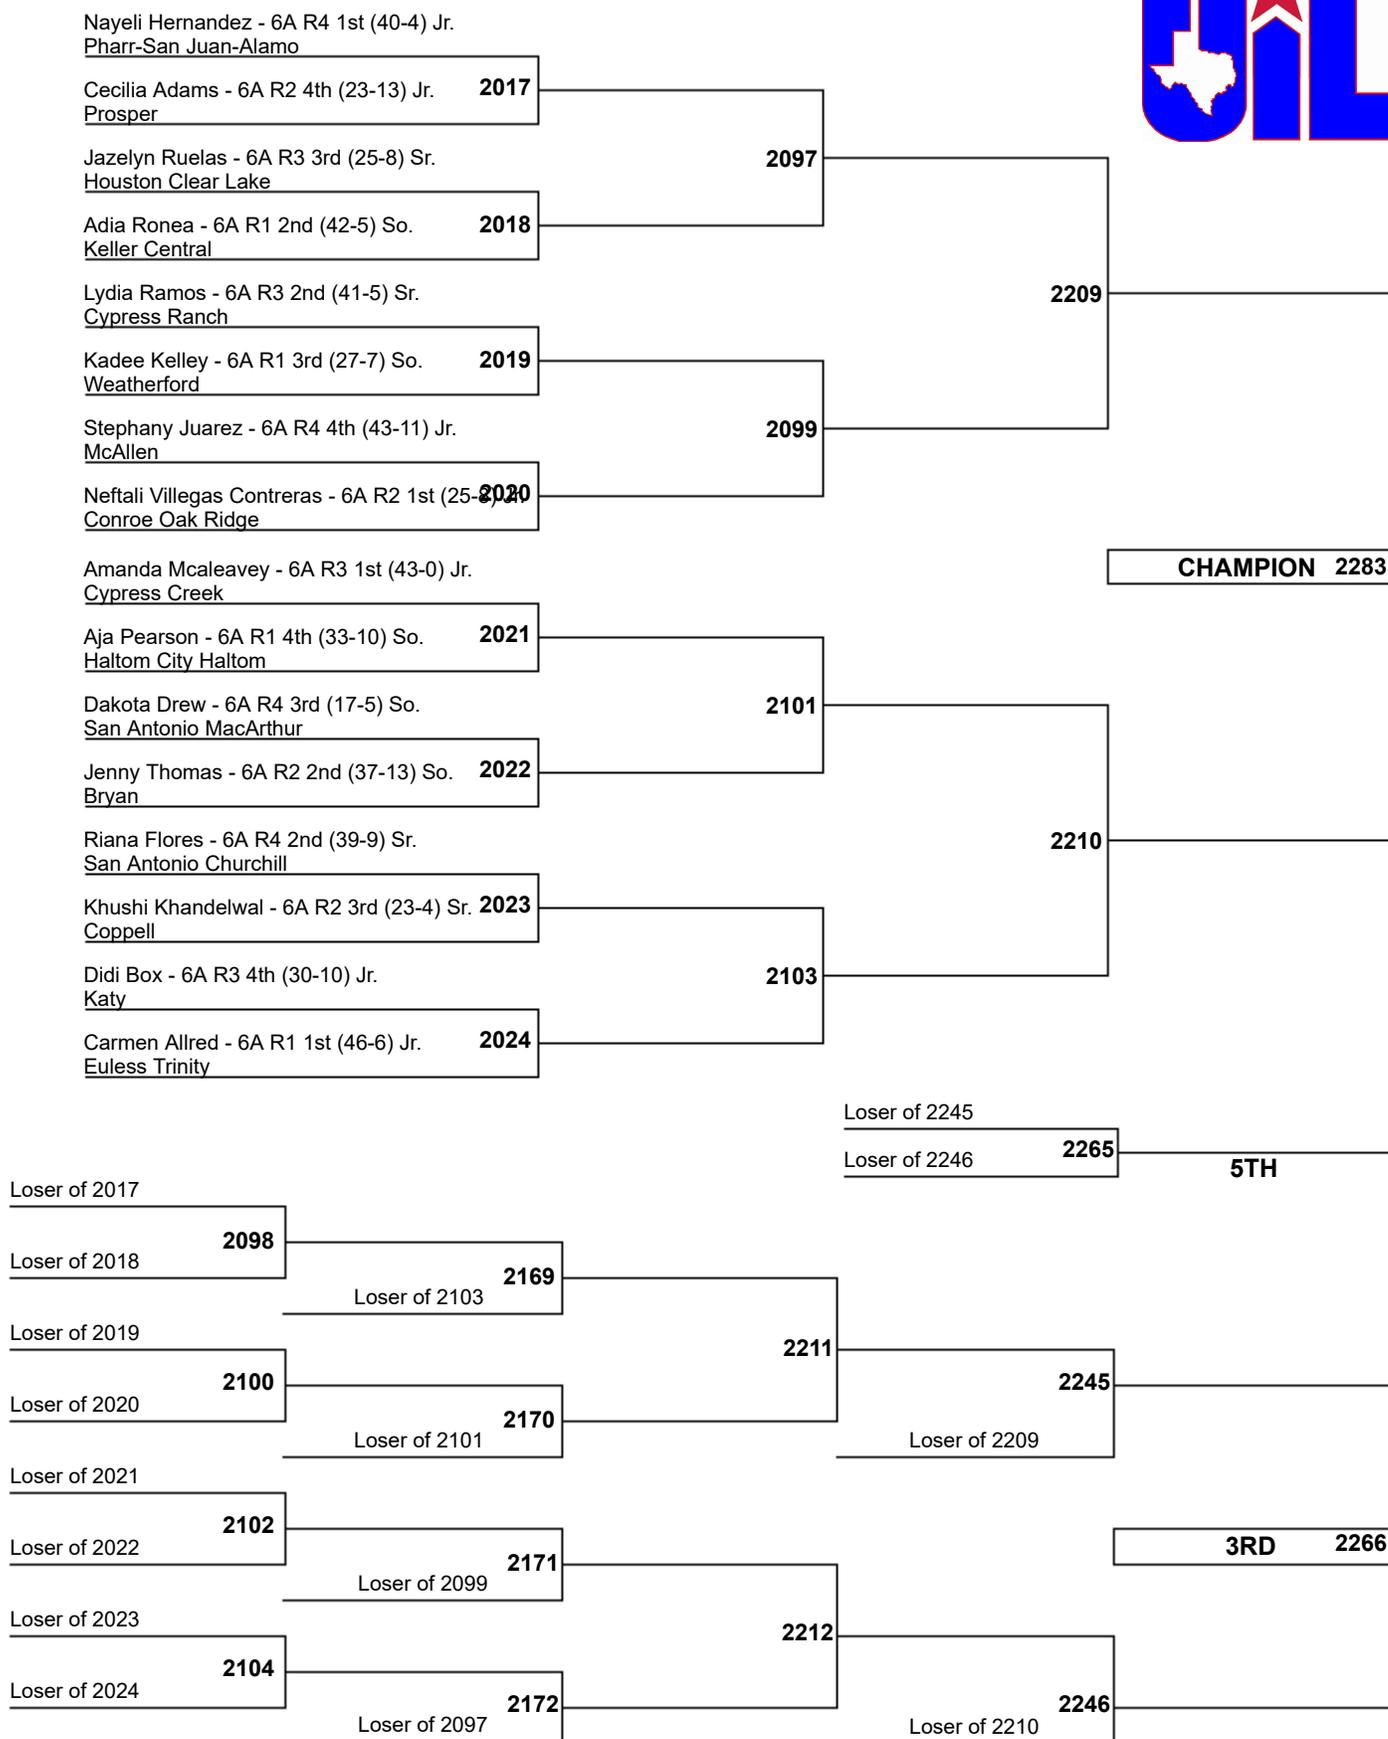 Nayeli Hernandez - 6A R4 1st (40-4) Jr.
Pharr-San Juan-Alamo
2017
Cecilia Adams - 6A R2 4th (23-13) Jr.
Prosper
Jazelyn Ruelas - 6A R3 3rd (25-8) Sr.
2097
Houston Clear Lake
Adia Ronea - 6A R1 2nd (42-5) So.
2018
Keller Central
Lydia Ramos - 6A R3 2nd (41-5) Sr.
2209
Cypress Ranch
Kadee Kelley - 6A R1 3rd (27-7) So.
2019
Weatherford
Stephany Juarez - 6A R4 4th (43-11) Jr.
2099
McAllen
Neftali Villegas Contreras - 6A R2 1st (25-8) Jr.
2020
Conroe Oak Ridge
UIL
CHAMPION 2283
Amanda Mcaleavey - 6A R3 1st (43-0) Jr.
Cypress Creek
Aja Pearson - 6A R1 4th (33-10) So.
2021
Haltom City Haltom
Dakota Drew - 6A R4 3rd (17-5) So.
2101
San Antonio MacArthur
Jenny Thomas - 6A R2 2nd (37-13) So.
2022
Bryan
Riana Flores - 6A R4 2nd (39-9) Sr.
2210
San Antonio Churchill
Khushi Khandelwal - 6A R2 3rd (23-4) Sr.
2023
Coppell
Didi Box - 6A R3 4th (30-10) Jr.
2103
Katy
Carmen Allred - 6A R1 1st (46-6) Jr.
2024
Euless Trinity
Loser of 2245
2265
Loser of 2246
5TH
Loser of 2017
2098
Loser of 2018
2169
Loser of 2103
Loser of 2019
2211
2100
2245
Loser of 2020
2170
Loser of 2101
Loser of 2209
Loser of 2021
2102
Loser of 2022
3RD 2266
2171
Loser of 2099
Loser of 2023
2212
2104
Loser of 2024
2172
2246
Loser of 2097
Loser of 2210